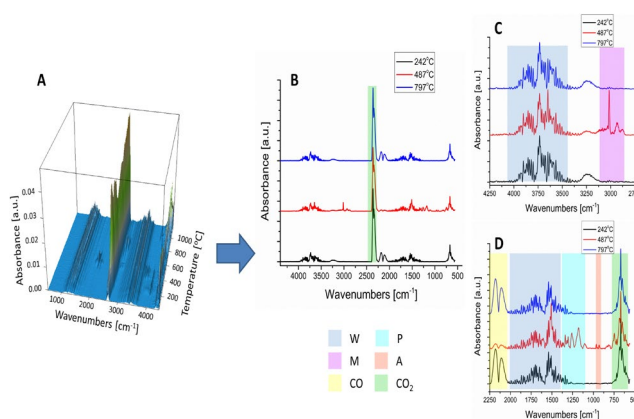 A
Absorbance [a.u.]
0.04
0.03
0.02
0.01
0.00
1000
2000
3000
4000
Wavenumbers [cm-1]
200
400
600
800
1000
Temperature [°C]
B
242°C
487°C
797°C
Absorbance [a.u.]
4000 3500 3000 2500 2000 1500 1000 500
Wavenumbers [cm-1]
W
P
M
A
CO
CO2
C
242°C
487°C
797°C
Absorbance [a.u.]
4250 4000 3750 3500 3250 3000 2750
Wavenumbers [cm-1]
D
242°C
487°C
797°C
Absorbance [a.u.]
2250 2000 1750 1500 1250 1000 750
Wavenumbers [cm-1]